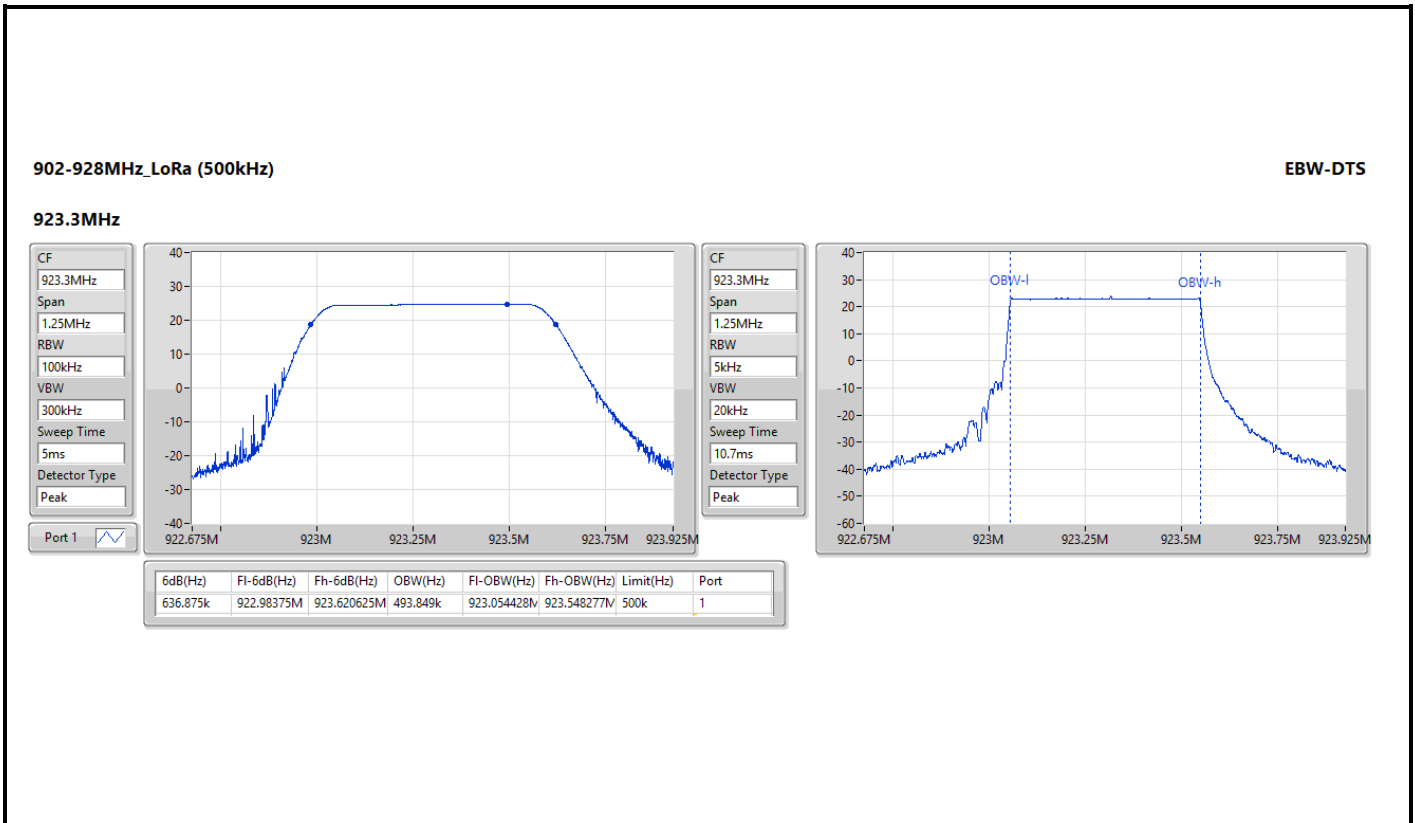 902-928MHz_LoRa (500kHz) EBW-DTS
923.3MHz
CF
923.3MHz
Span
1.25MHz
RBW
100kHz
VBW
300kHz
Sweep Time
5ms
Detector Type
Peak
Port 1
40
30
20
10
0
-10
-20
-30
-40
922.675M 923M 923.25M 923.5M 923.75M 923.925M
CF
923.3MHz
Span
1.25MHz
RBW
5kHz
VBW
20kHz
Sweep Time
10.7ms
Detector Type
Peak
40
30
20
10
0
-10
-20
-30
-40
-50
-60
OBW-l OBW-h
922.675M 923M 923.25M 923.5M 923.75M 923.925M
6dB(Hz) Fl-6dB(Hz) Fh-6dB(Hz) OBW(Hz) Fl-OBW(Hz) Fh-OBW(Hz) Limit(Hz) Port
636.875k 922.98375M 923.620625M 493.849k 923.054428M 923.548277M 500k 1